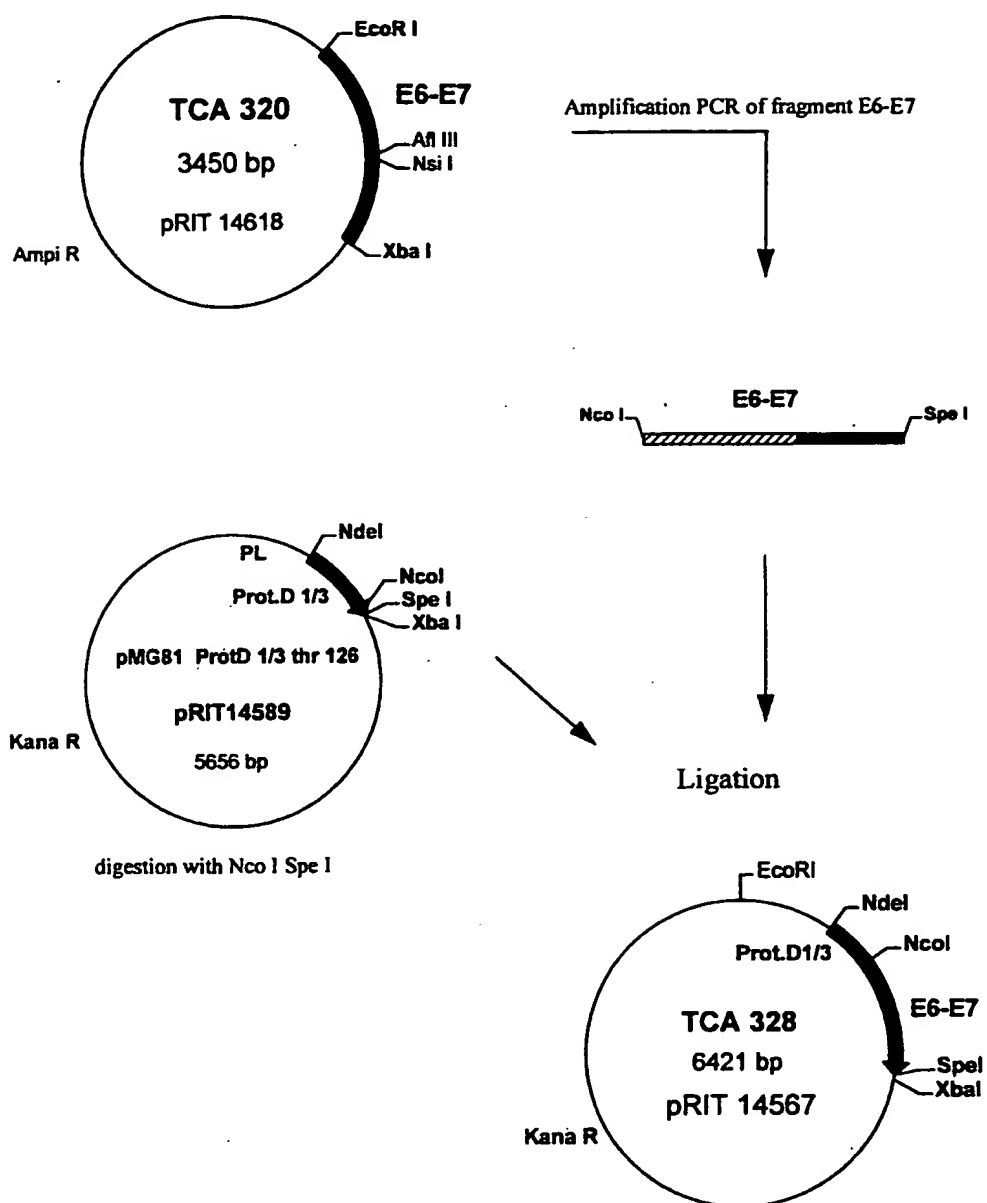 EcoR I
TCA 320
E6-E7
3450 bp
Afl III
Nsi I
pRIT 14618
Ampi R
Xba I
Amplification PCR of fragment E6-E7
E6-E7
Nco I
Spe I
NdeI
PL
NcoI
Prot.D 1/3
Spe I
Xba I
pMG81 ProtD 1/3 thr 126
pRIT14589
Kana R
5656 bp
digestion with Nco I Spe I
Ligation
EcoRI
NdeI
Prot.D1/3
NcoI
E6-E7
TCA 328
6421 bp
SpeI
pRIT 14567
XbaI
Kana R